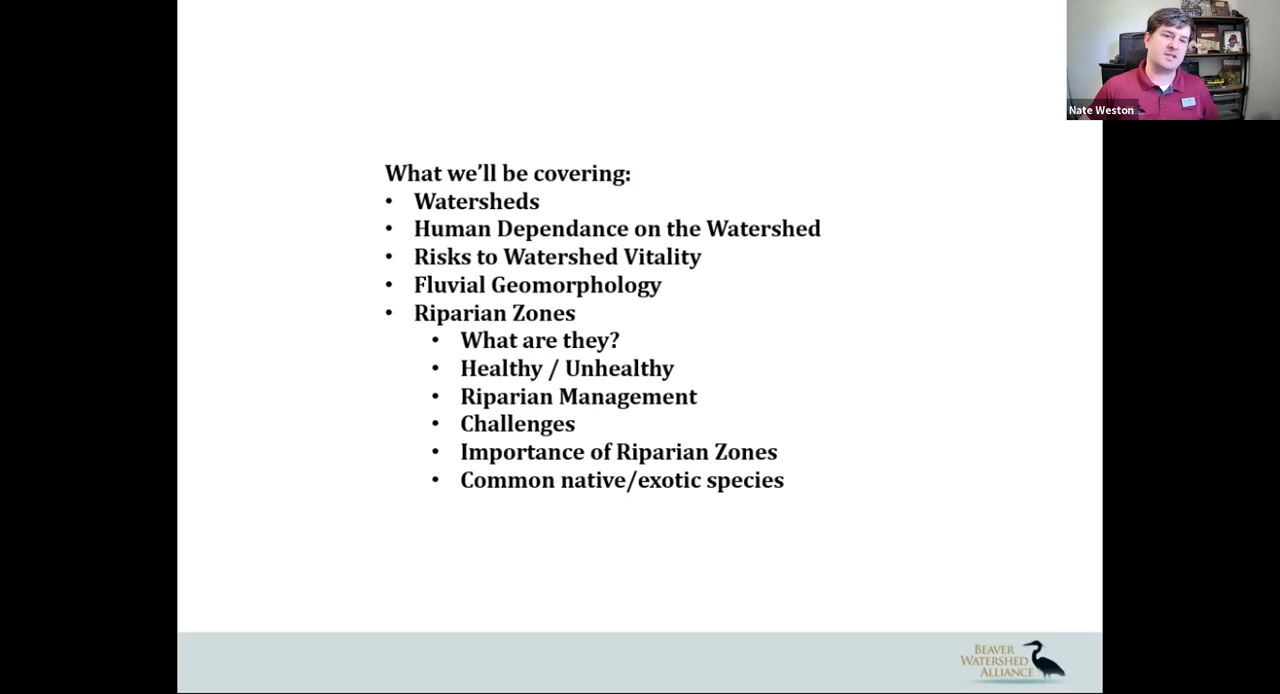 Nate Weston
What we'll be covering:
• Watersheds
• Human Dependance on the Watershed
• Risks to Watershed Vitality
• Fluvial Geomorphology
• Riparian Zones
• What are they?
• Healthy / Unhealthy
• Riparian Management
• Challenges
• Importance of Riparian Zones
• Common native/exotic species
BEAVER
WATERSHED
ALLIANCE